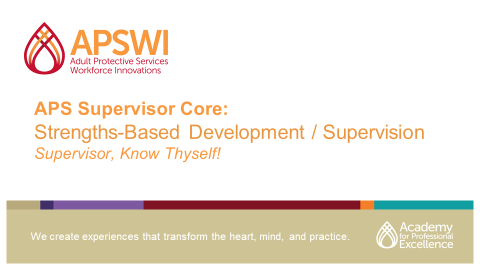 APSWI
Adult Protective Services
Workforce Innovations
APS Supervisor Core:
Strengths-Based Development / Supervision
Supervisor, Know Thyself!
We create experiences that transform the heart, mind, and practice.
Academy
for Professional
Excellence